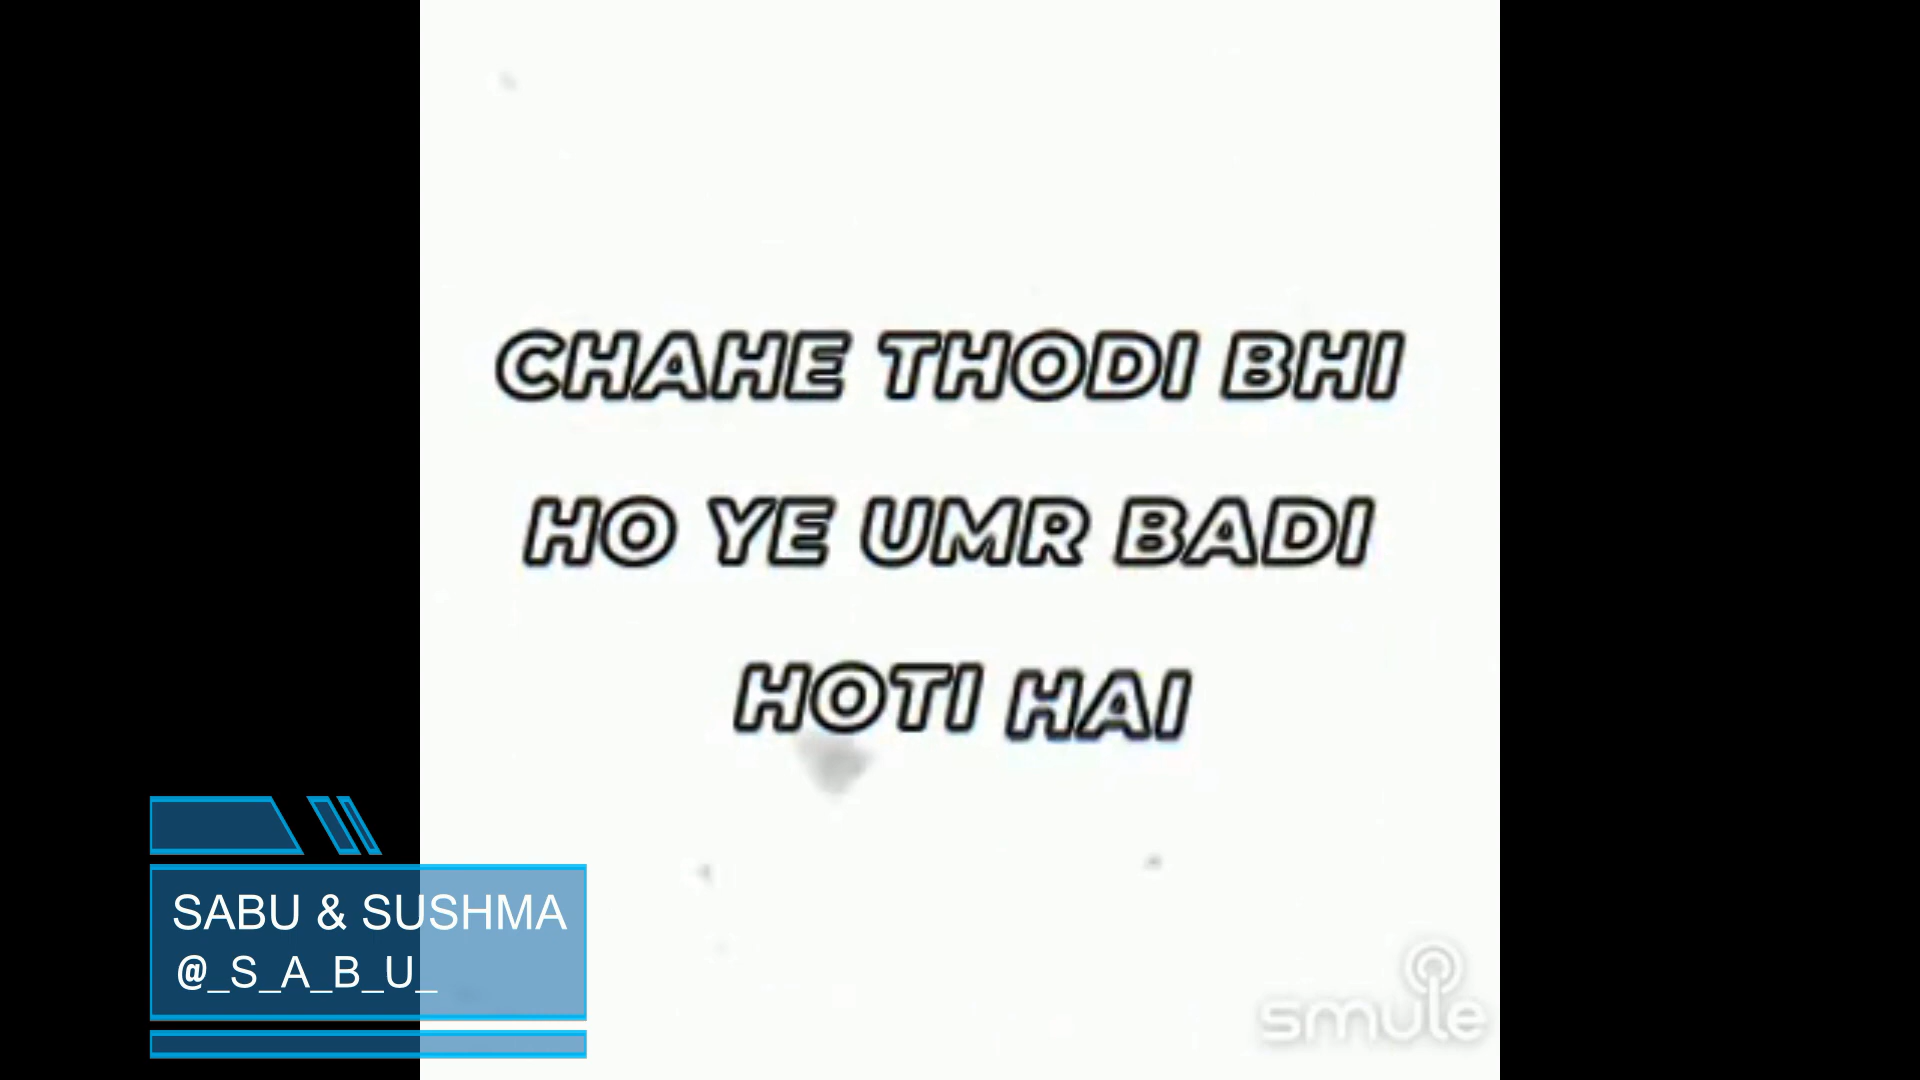 CHAHE THODI BHI
HO YE UMR BADI
HOTI HAI
SABU & SUSHMA
@_S_A_B_U_
smule